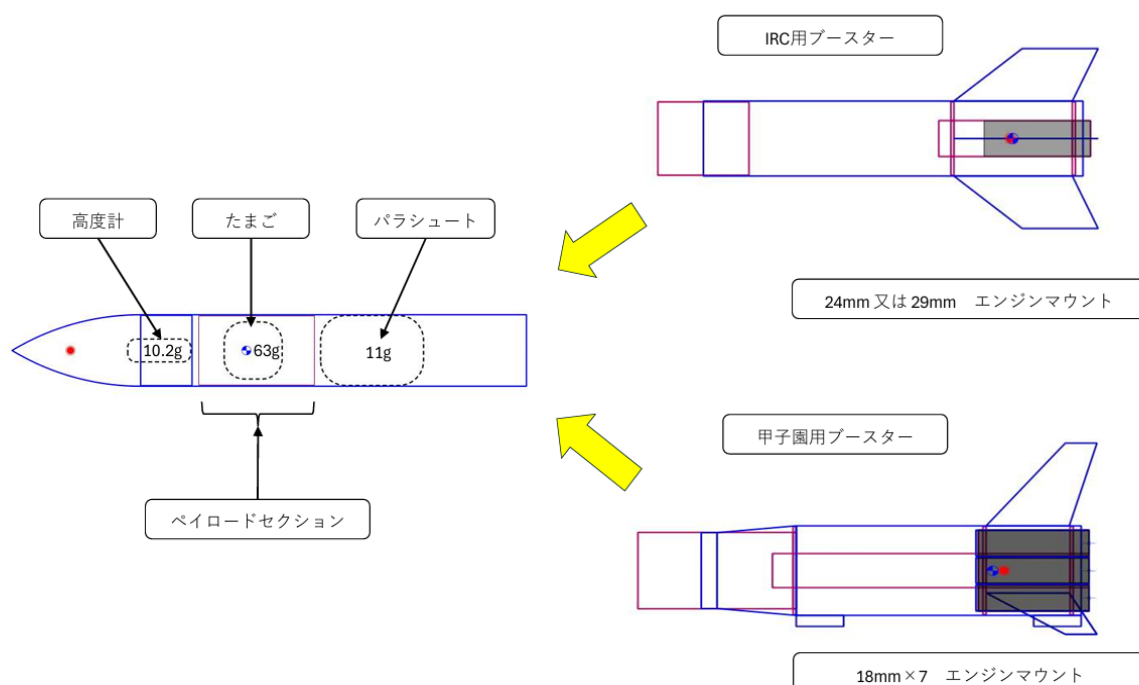 IRC用ブースター
高度計
たまご
パラシュート
10.2g
63g
11g
24mm 又は 29mm　エンジンマウント
甲子園用ブースター
ペイロードセクション
18mm×7　エンジンマウント